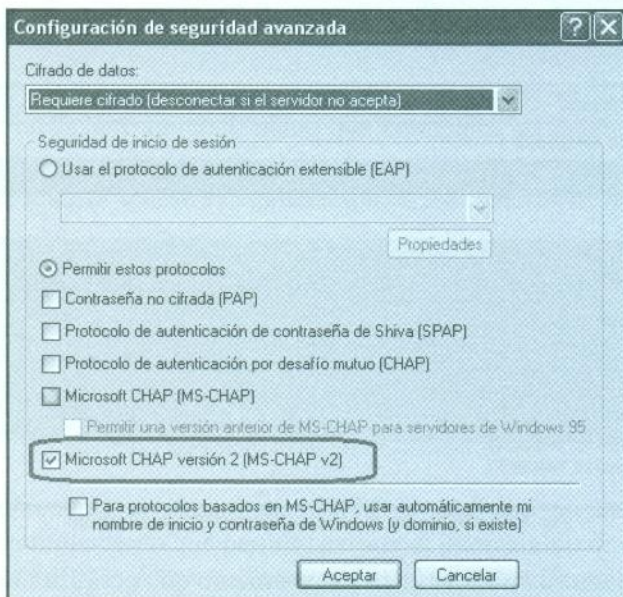 Configuración de seguridad avanzada
Cifrado de datos:
Requiere cifrado (desconectar si el servidor no acepta)
Seguridad de inicio de sesión
Usar el protocolo de autenticación extensible (EAP)
Propiedades
Permitir estos protocolos
Contraseña no cifrada (PAP)
Protocolo de autenticación de contraseña de Shiva (SPAP)
Protocolo de autenticación por desafío mutuo (CHAP)
Microsoft CHAP (MS-CHAP)
Permitir una versión anterior de MS-CHAP para servidores de Windows 95
Microsoft CHAP versión 2 (MS-CHAP v2)
Para protocolos basados en MS-CHAP, usar automáticamente mi
nombre de inicio y contraseña de Windows (y dominio, si existe)
Aceptar Cancelar